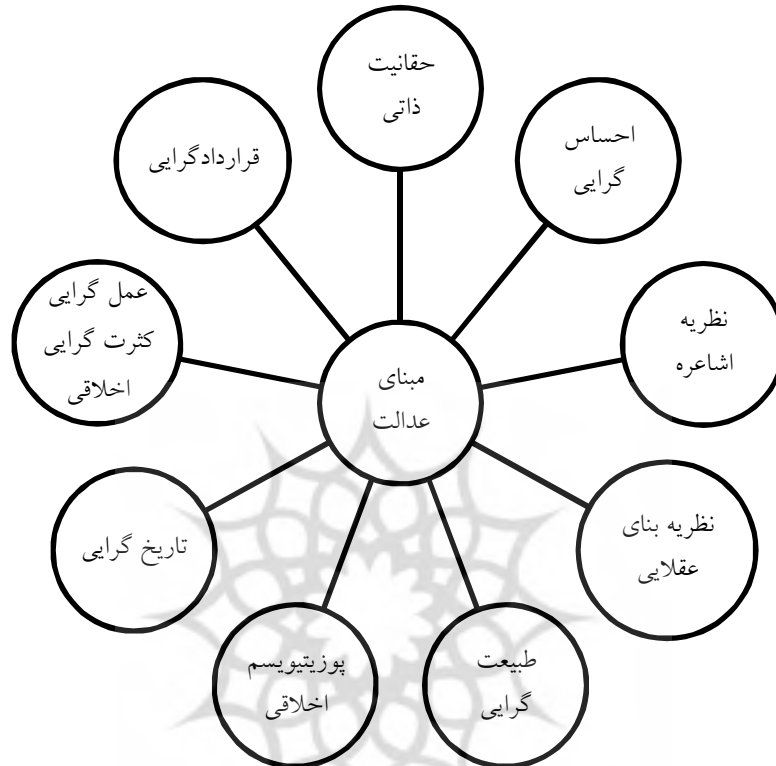 حقانیت
ذاتی
احساس
گرایی
نظریه
اشاعره
نظریه بنای
عقلایی
طبیعت
گرایی
پوزیتیویسم
اخلاقی
تاریخ گرایی
عمل گرایی
کثرت گرایی
اخلاقی
قراردادگرایی
مبنای
عدالت